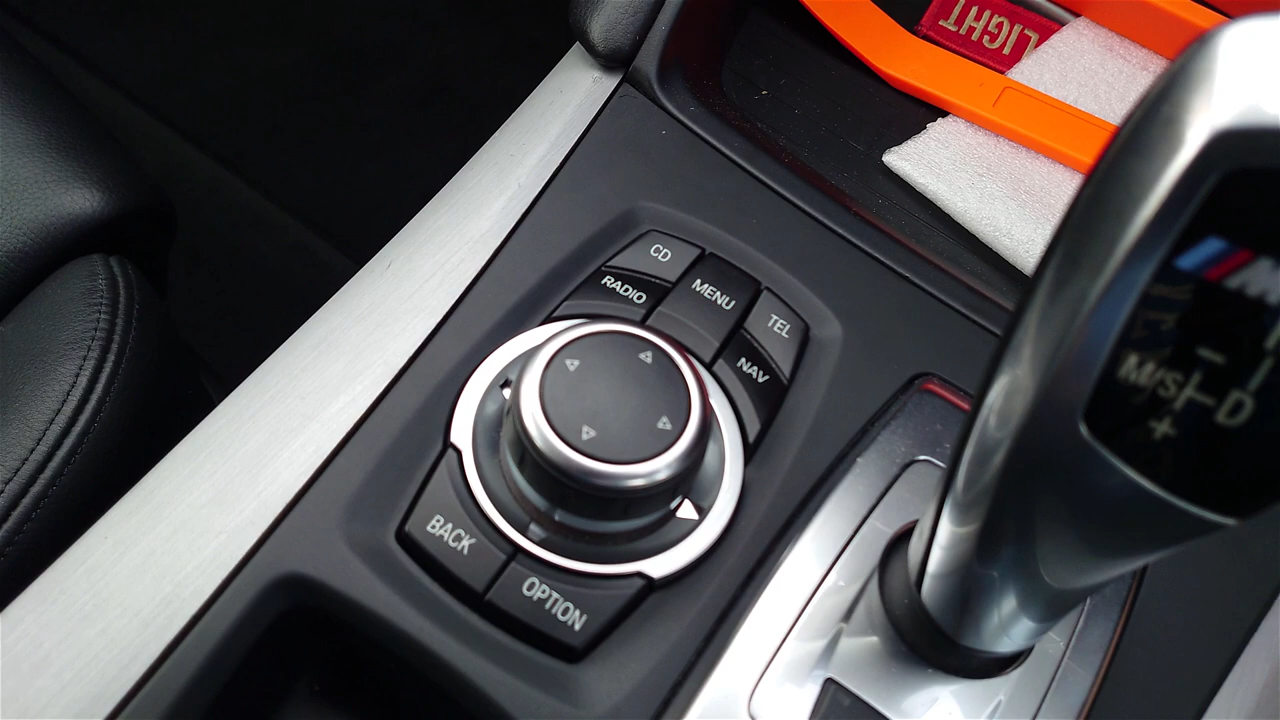 LIGHT
CD
MENU
RADIO
TEL
NAV
M/S
D
+
BACK
OPTION